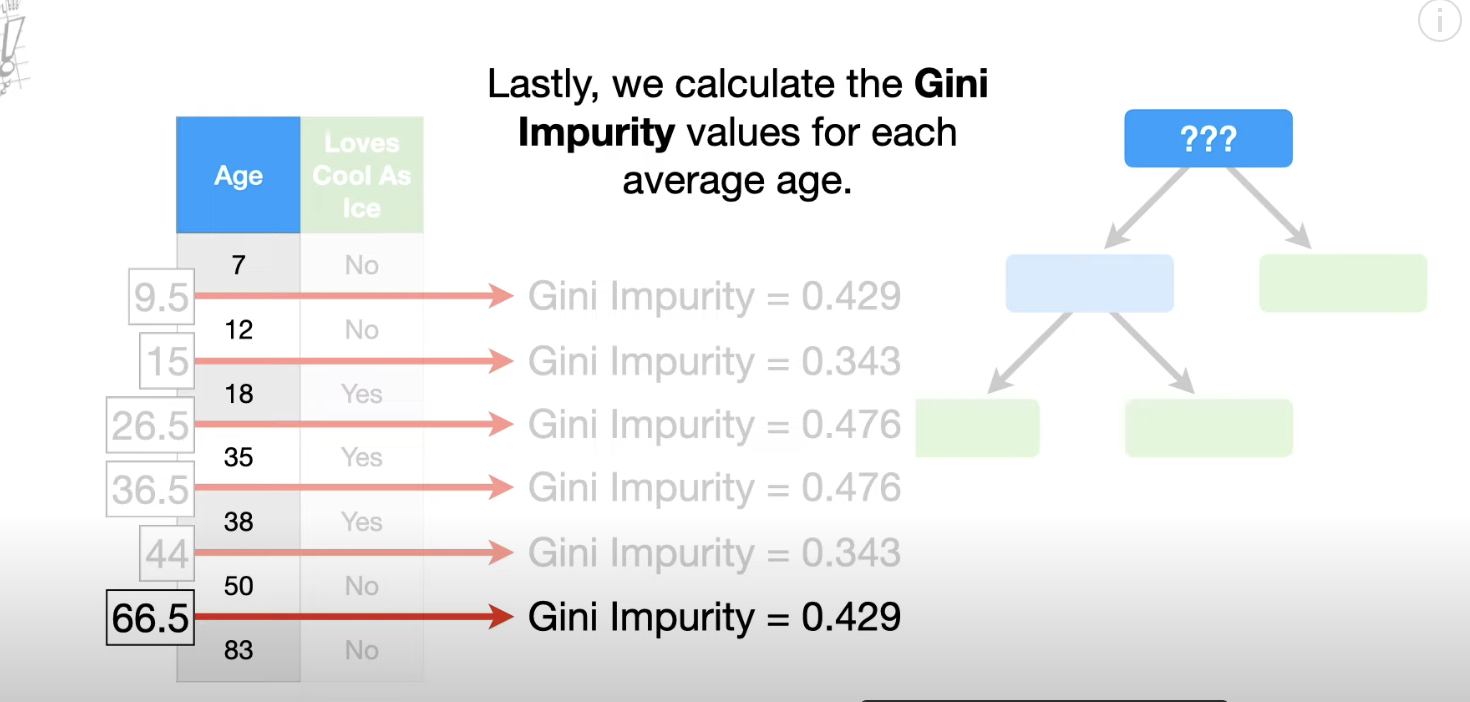 Lastly, we calculate the Gini
Impurity values for each
average age.
???
Age
Loves
Cool As
Ice
7 No
9.5 Gini Impurity = 0.429
12 No
15 Gini Impurity = 0.343
18 Yes
26.5 Gini Impurity = 0.476
35 Yes
36.5 Gini Impurity = 0.476
38 Yes
44 Gini Impurity = 0.343
50 No
66.5 Gini Impurity = 0.429
83 No